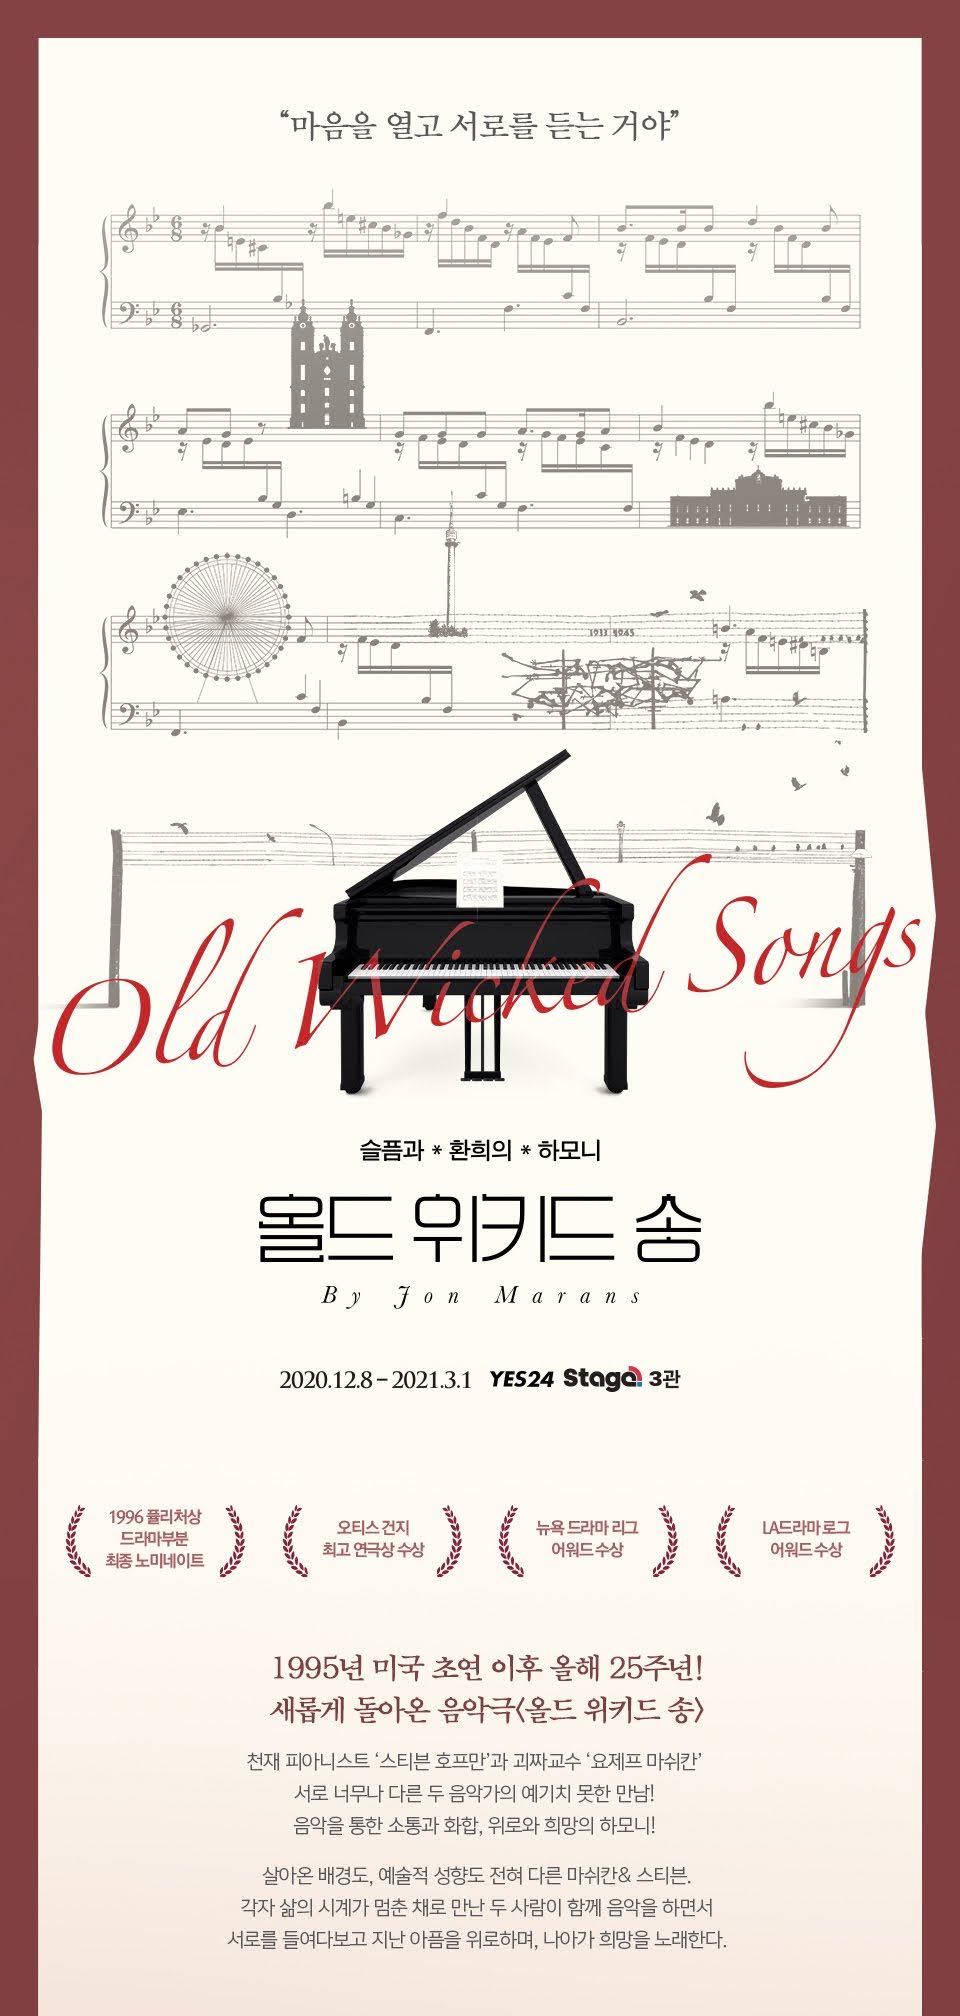 “마음을 열고 서로를 듣는 거야”
1933 1945
Old Wicked Songs
슬픔과 * 환희의 * 하모니
올드 위키드 송
By Jon Marans
2020.12.8 - 2021.3.1 YES24 Stage 3관
1996 퓰리처상
드라마부분
최종 노미네이트
오티스 건지
최고 연극상 수상
뉴욕 드라마 리그
어워드 수상
LA드라마 로그
어워드 수상
1995년 미국 초연 이후 올해 25주년!
새롭게 돌아온 음악극<올드 위키드 송>
천재 피아니스트 ‘스티븐 호프만’과 괴짜교수 ‘요제프 마쉬칸’
서로 너무나 다른 두 음악가의 예기치 못한 만남!
음악을 통한 소통과 화합, 위로와 희망의 하모니!
살아온 배경도, 예술적 성향도 전혀 다른 마쉬칸& 스티븐.
각자 삶의 시계가 멈춘 채로 만난 두 사람이 함께 음악을 하면서
서로를 들여다보고 지난 아픔을 위로하며, 나아가 희망을 노래한다.